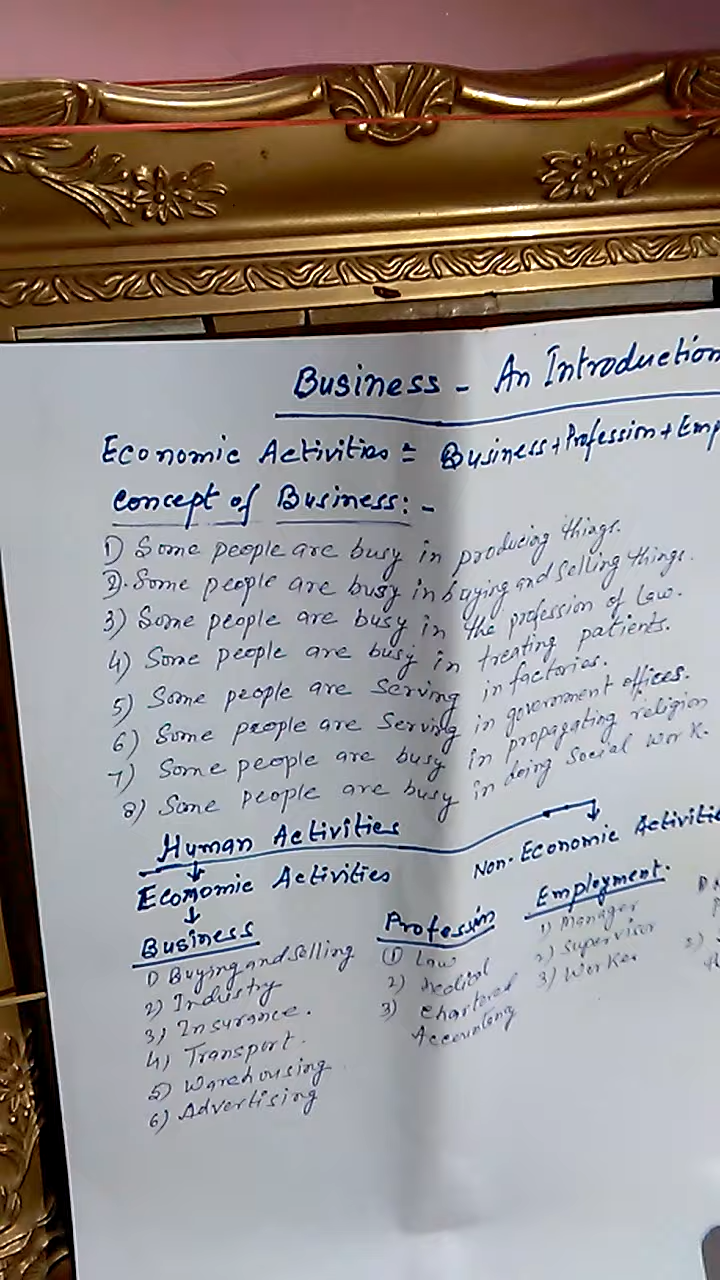 Business - An Introduction
Economic Activities = Business + Profession + Emp
Concept of Business: -
1) Some people are busy in producing things.
2). Some people are busy in buying and selling things.
3) Some people are busy in the profession of Law.
4) Some people are busy in treating patients.
5) Some people are serving in factories.
6) Some people are serving in government offices.
7) Some people are busy in propagating religion
8) Some people are busy in doing social work.
Human Activities
Economic Activities
Non-Economic Activitie
Business
1) Buying and selling
2) Industry
3) Insurance.
4) Transport.
5) Warehousing
6) Advertising
Profession
① Law
2) Medical
3) Chartered
Accountany
Employment.
1) Manager
2) Supervisor
3) Worker